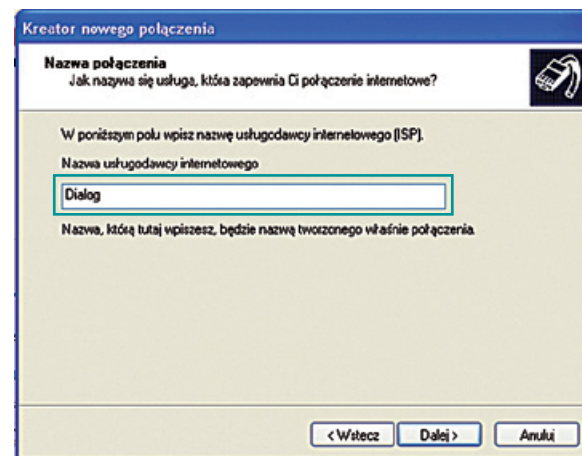 Kreator nowego połączenia
Nazwa połączenia
Jak nazywa się usługa, która zapewnia Ci połączenie internetowe?
W poniższym polu wpisz nazwę usługodawcy internetowego (ISP).
Nazwa usługodawcy internetowego
Dialog
Nazwa, którą tutaj wpiszesz, będzie nazwą tworzonego właśnie połączenia.
< Wstecz Dalej > Anuluj